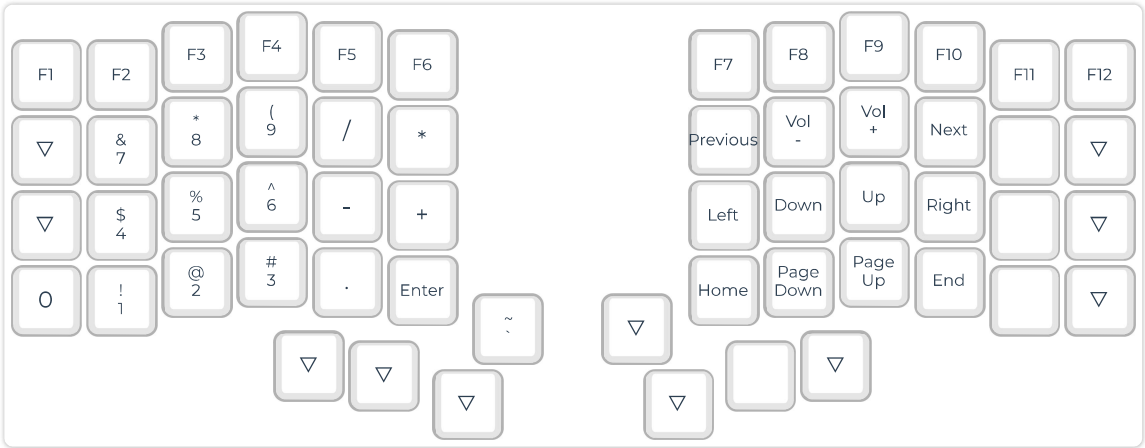 F1 F2 F3 F4 F5 F6 F7 F8 F9 F10 F11 F12
▽ & * ( / * Previous Vol Vol Next ▽
7 8 9 - +
▽ $ % ^ - + Left Down Up Right ▽
4 5 6
0 ! @ # . Enter Home Page Page End ▽
1 2 3 Down Up
~ ▽
`
▽ ▽ ▽ ▽ ▽